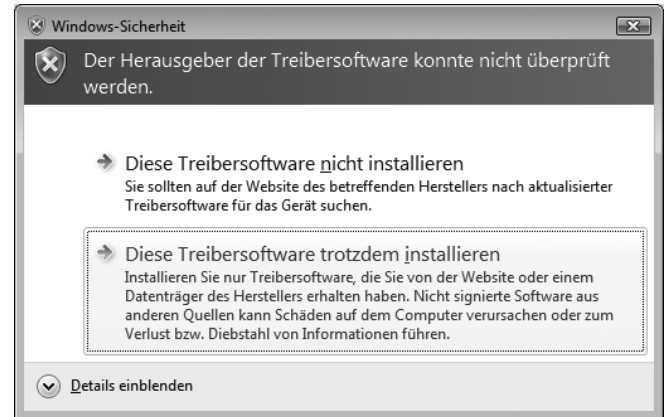 Windows-Sicherheit
Der Herausgeber der Treibersoftware konnte nicht überprüft
werden.
Diese Treibersoftware nicht installieren
Sie sollten auf der Website des betreffenden Herstellers nach aktualisierter
Treibersoftware für das Gerät suchen.
Diese Treibersoftware trotzdem installieren
Installieren Sie nur Treibersoftware, die Sie von der Website oder einem
Datenträger des Herstellers erhalten haben. Nicht signierte Software aus
anderen Quellen kann Schäden auf dem Computer verursachen oder zum
Verlust bzw. Diebstahl von Informationen führen.
Details einblenden